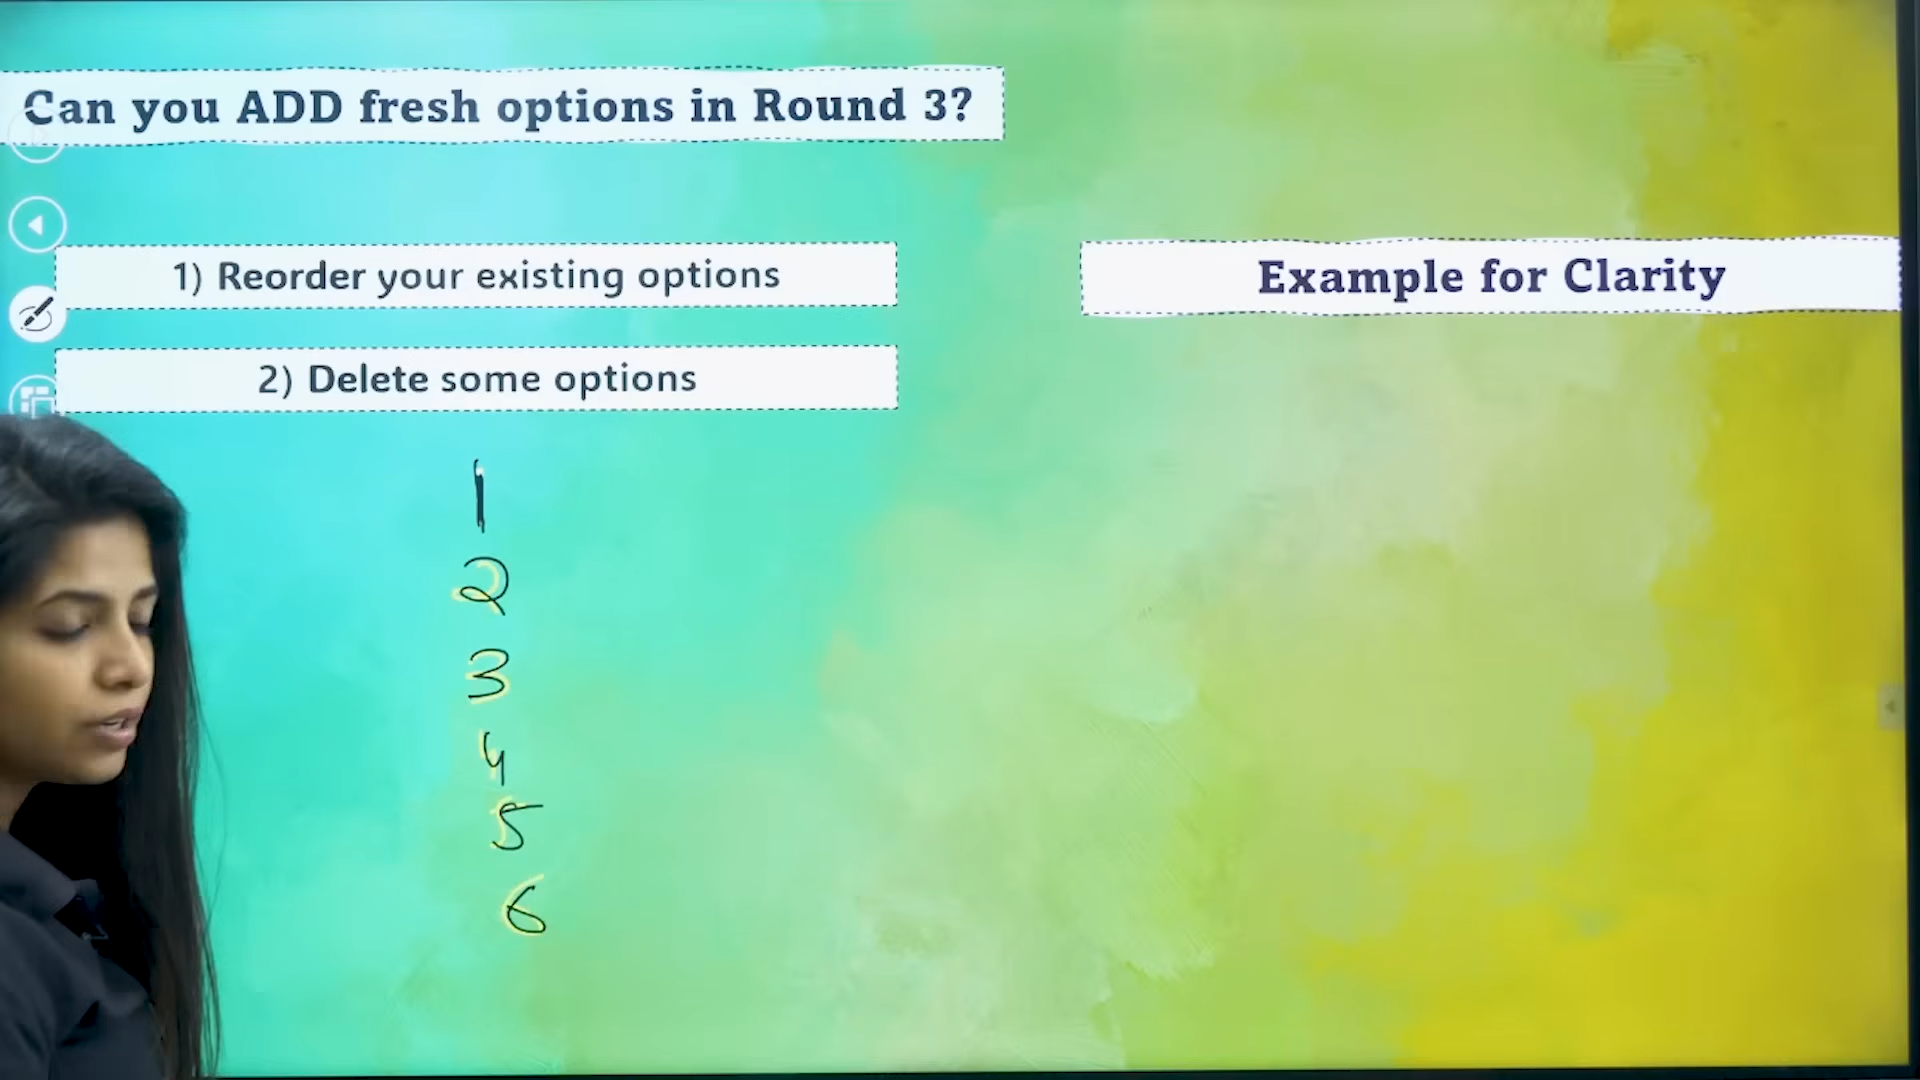 Can you ADD fresh options in Round 3?
1) Reorder your existing options
Example for Clarity
2) Delete some options
1
2
3
4
5
6